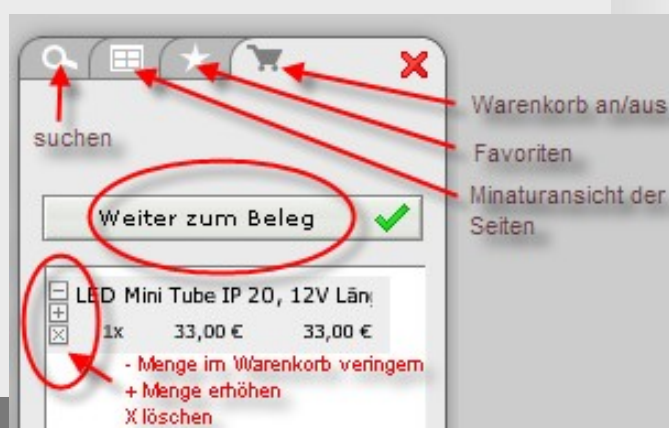 Warenkorb an/aus
suchen
Favoriten
Minaturansicht der
Seiten
Weiter zum Beleg
LED Mini Tube IP 20, 12V Län
1x 33,00 € 33,00 €
- Menge im Warenkorb veringern
+ Menge erhöhen
X löschen